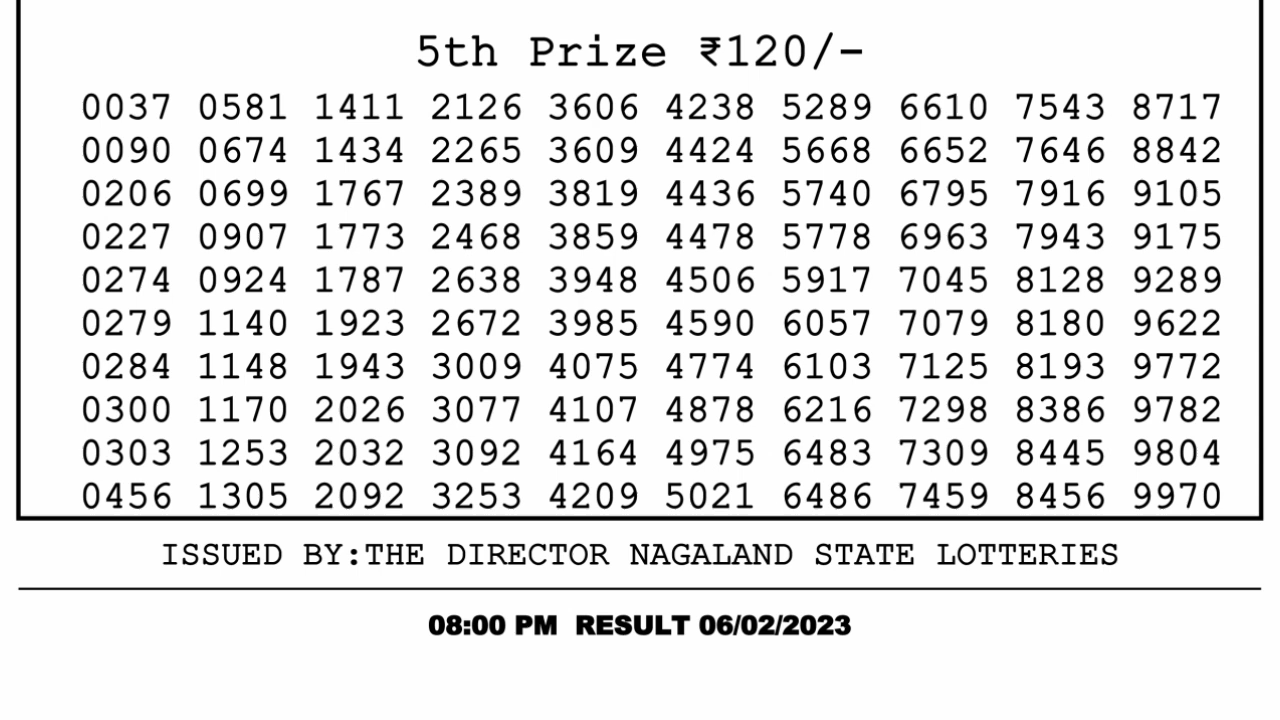 5th Prize ₹120/-
0037 0581 1411 2126 3606 4238 5289 6610 7543 8717
0090 0674 1434 2265 3609 4424 5668 6652 7646 8842
0206 0699 1767 2389 3819 4436 5740 6795 7916 9105
0227 0907 1773 2468 3859 4478 5778 6963 7943 9175
0274 0924 1787 2638 3948 4506 5917 7045 8128 9289
0279 1140 1923 2672 3985 4590 6057 7079 8180 9622
0284 1148 1943 3009 4075 4774 6103 7125 8193 9772
0300 1170 2026 3077 4107 4878 6216 7298 8386 9782
0303 1253 2032 3092 4164 4975 6483 7309 8445 9804
0456 1305 2092 3253 4209 5021 6486 7459 8456 9970
ISSUED BY:THE DIRECTOR NAGALAND STATE LOTTERIES
08:00 PM RESULT 06/02/2023